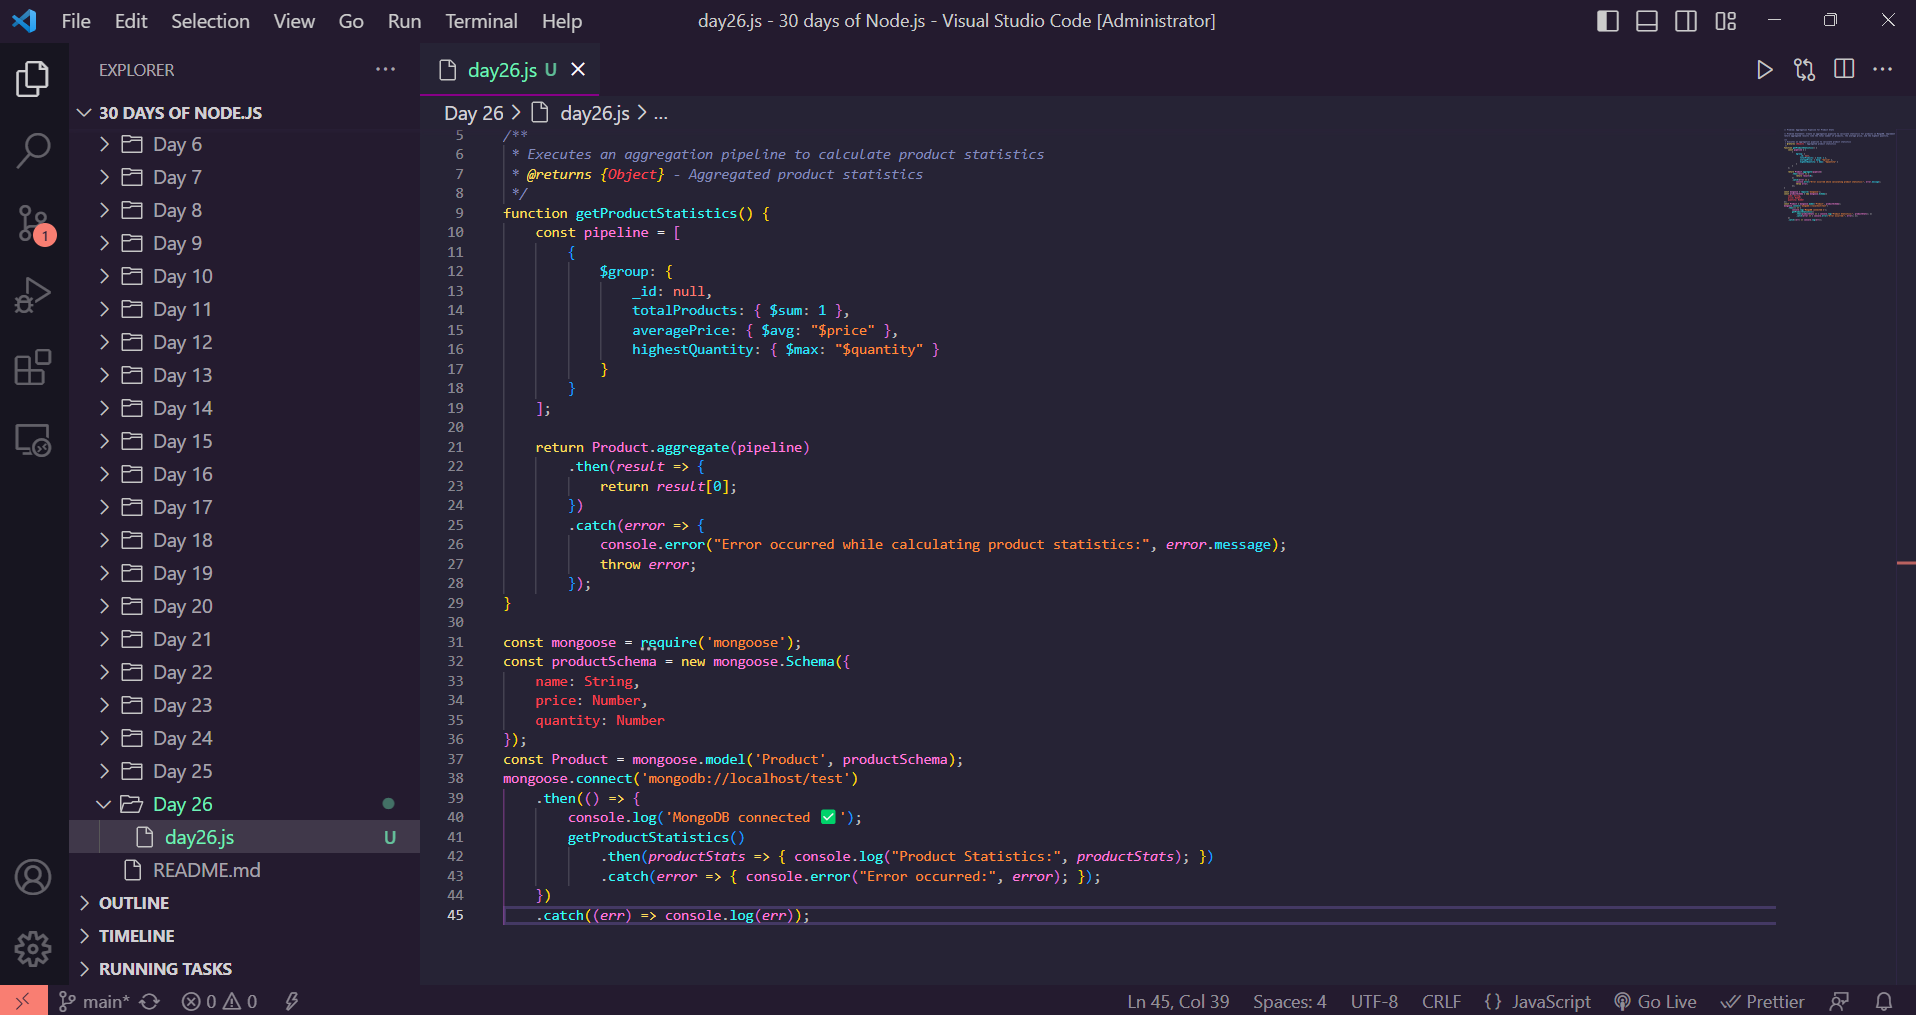 File Edit Selection View Go Run Terminal Help
day26.js - 30 days of Node.js - Visual Studio Code [Administrator]
EXPLORER
day26.js U
30 DAYS OF NODE.JS
Day 6
Day 7
Day 8
Day 9
Day 10
Day 11
Day 12
Day 13
Day 14
Day 15
Day 16
Day 17
Day 18
Day 19
Day 20
Day 21
Day 22
Day 23
Day 24
Day 25
Day 26
day26.js U
README.md
OUTLINE
TIMELINE
RUNNING TASKS
1
Day 26 > day26.js > ...
5 /**
6  * Executes an aggregation pipeline to calculate product statistics
7  * @returns {Object} - Aggregated product statistics
8  */
9 function getProductStatistics() {
10     const pipeline = [
11         {
12             $group: {
13                 _id: null,
14                 totalProducts: { $sum: 1 },
15                 averagePrice: { $avg: "$price" },
16                 highestQuantity: { $max: "$quantity" }
17             }
18         }
19     ];
20
21     return Product.aggregate(pipeline)
22         .then(result => {
23             return result[0];
24         })
25         .catch(error => {
26             console.error("Error occurred while calculating product statistics:", error.message);
27             throw error;
28         });
29 }
30
31 const mongoose = require('mongoose');
32 const productSchema = new mongoose.Schema({
33     name: String,
34     price: Number,
35     quantity: Number
36 });
37 const Product = mongoose.model('Product', productSchema);
38 mongoose.connect('mongodb://localhost/test')
39     .then(() => {
40         console.log('MongoDB connected ✅');
41         getProductStatistics()
42             .then(productStats => { console.log("Product Statistics:", productStats); })
43             .catch(error => { console.error("Error occurred:", error); });
44     })
45     .catch((err) => console.log(err));
main* 0 0
Ln 45, Col 39 Spaces: 4 UTF-8 CRLF {} JavaScript Go Live Prettier